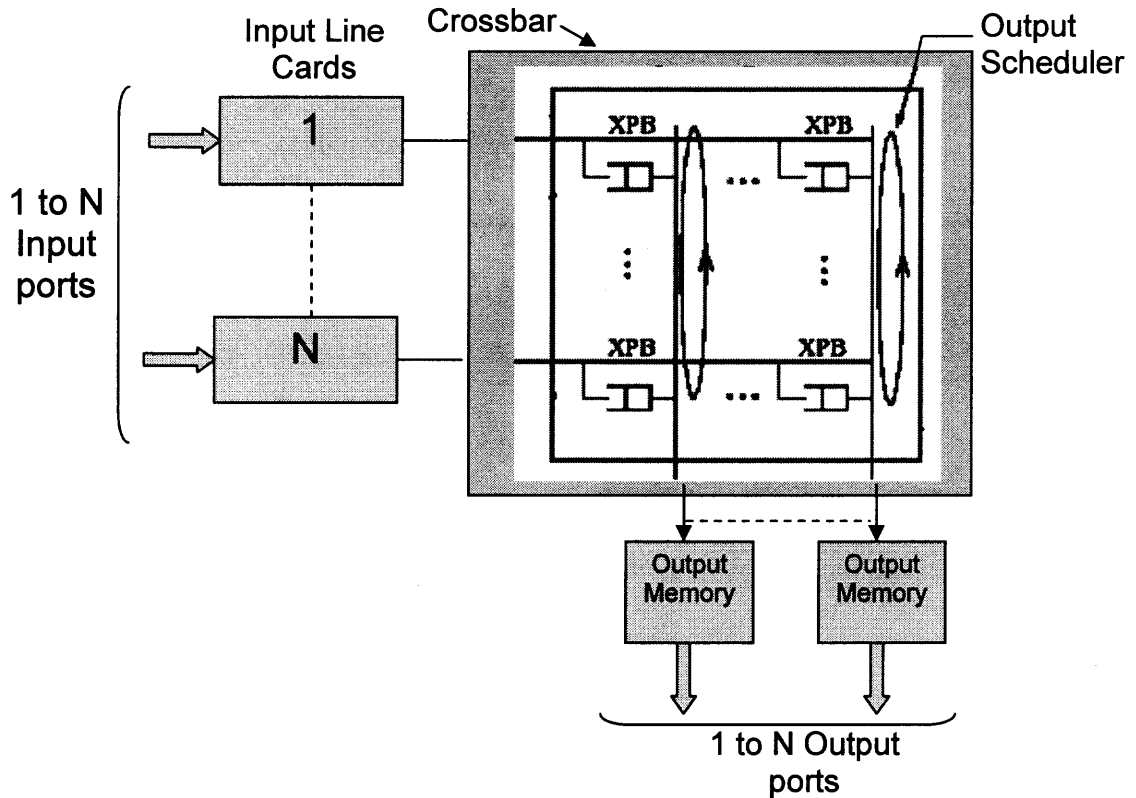 Crossbar
Input Line
Cards
Output
Scheduler
1
XPB
XPB
1 to N
Input
ports
N
XPB
XPB
Output
Memory
Output
Memory
1 to N Output
ports